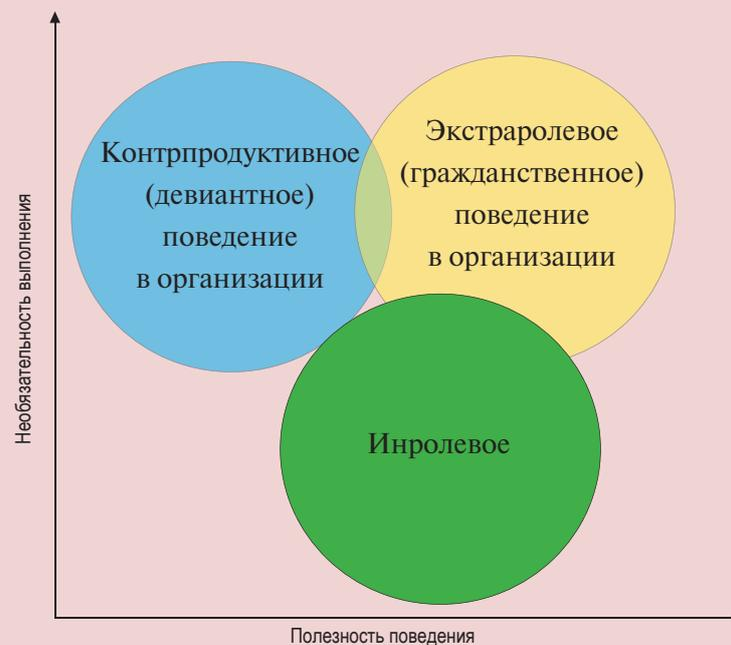 Контрпродуктивное
(девиантное)
поведение
в организации
Экстраролевое
(гражданственное)
поведение
в организации
Инролевое
Необязательность выполнения
Полезность поведения